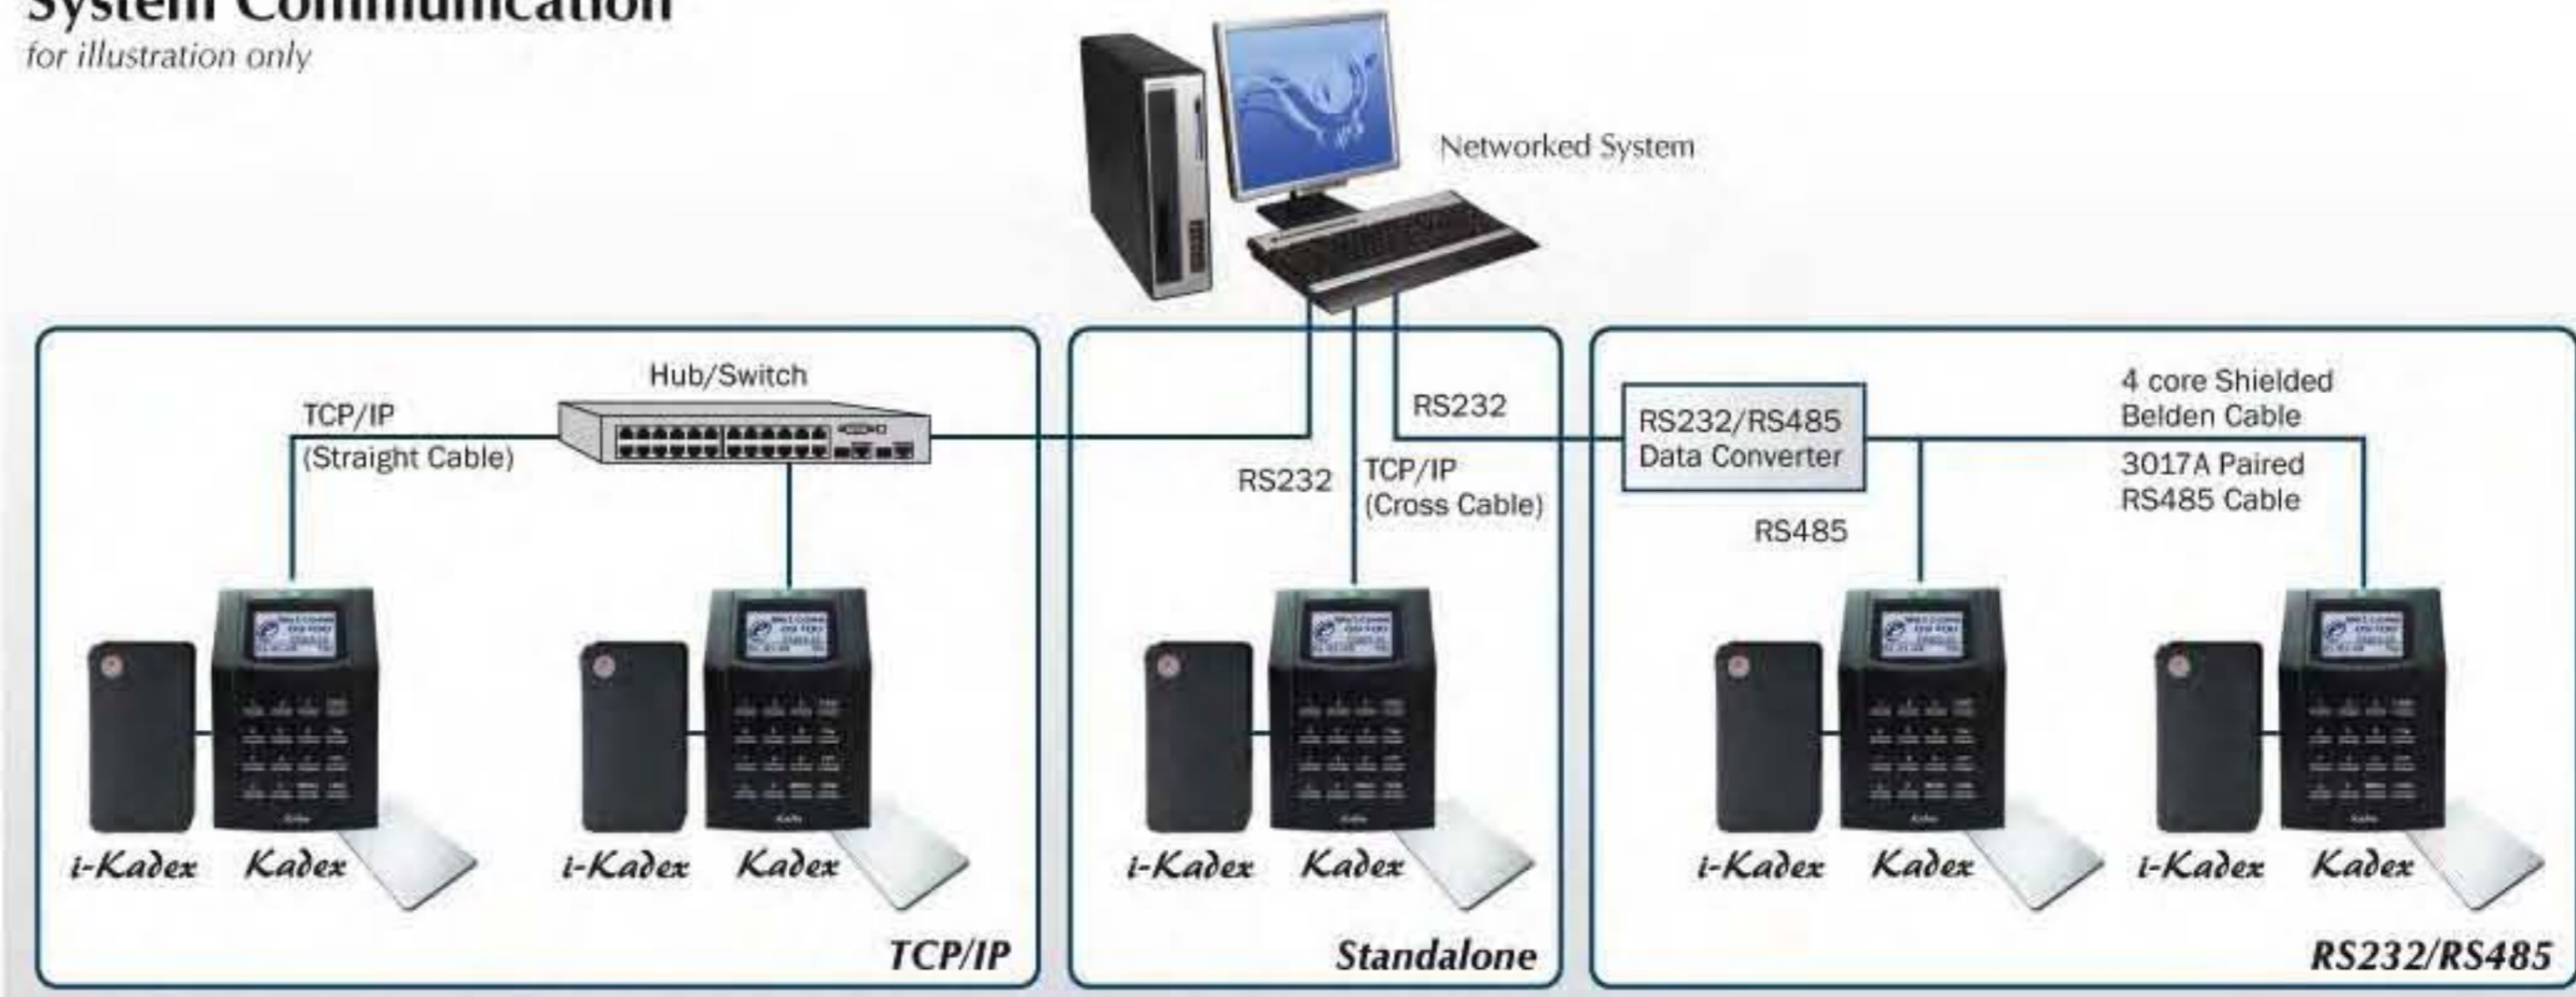 System Communication
for illustration only
Networked System
Hub/Switch
TCP/IP
(Straight Cable)
RS232
TCP/IP
(Cross Cable)
RS232
RS232/RS485
Data Converter
RS485
4 core Shielded
Belden Cable
3017A Paired
RS485 Cable
i-Kadex Kadex
i-Kadex Kadex
i-Kadex Kadex
i-Kadex Kadex
i-Kadex Kadex
TCP/IP
Standalone
RS232/RS485